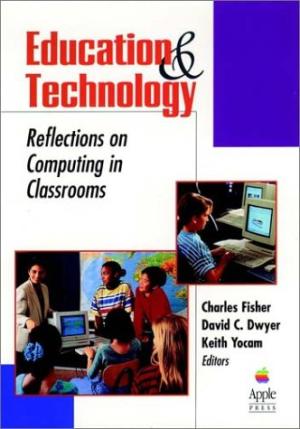 Education &
Technology
Reflections on
Computing in
Classrooms
Charles Fisher
David C. Dwyer
Keith Yocam
Editors
Apple
PRESS